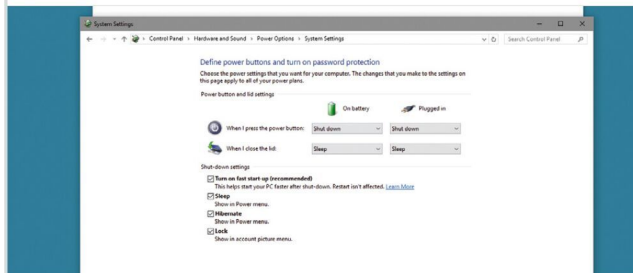 System Settings
Control Panel > Hardware and Sound > Power Options > System Settings
Search Control Panel
Define power buttons and turn on password protection
Choose the power settings that you want for your computer. The changes that you make to the settings on
this page apply to all of your power plans.
Power button and lid settings
On battery
Plugged in
When I press the power button: Shut down Shut down
When I close the lid: Sleep Sleep
Shut-down settings
Turn on fast start-up (recommended)
This helps start your PC faster after shut-down. Restart isn't affected. Learn More
Sleep
Show in Power menu.
Hibernate
Show in Power menu.
Lock
Show in account picture menu.